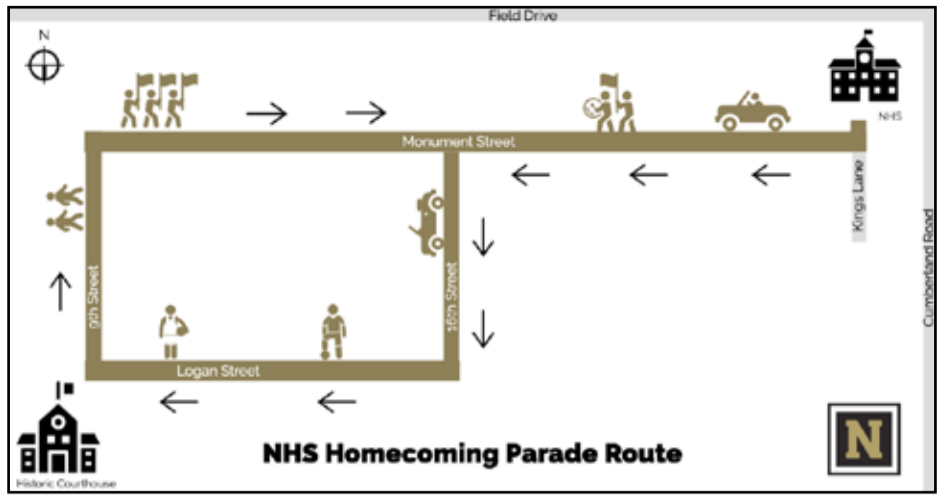 Field Drive
N
NHS
Monument Street
Kings Lane
Cumberland Road
9th Street
16th Street
Logan Street
NHS Homecoming Parade Route
N
Historic Courthouse